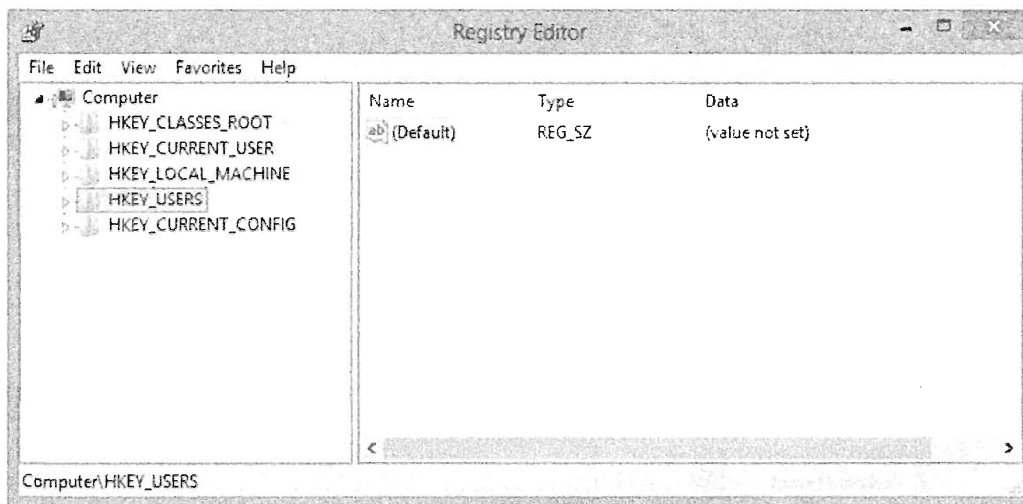 Registry Editor
File Edit View Favorites Help
Computer
HKEY_CLASSES_ROOT
HKEY_CURRENT_USER
HKEY_LOCAL_MACHINE
HKEY_USERS
HKEY_CURRENT_CONFIG
Name Type Data
ab (Default) REG_SZ (value not set)
Computer\HKEY_USERS